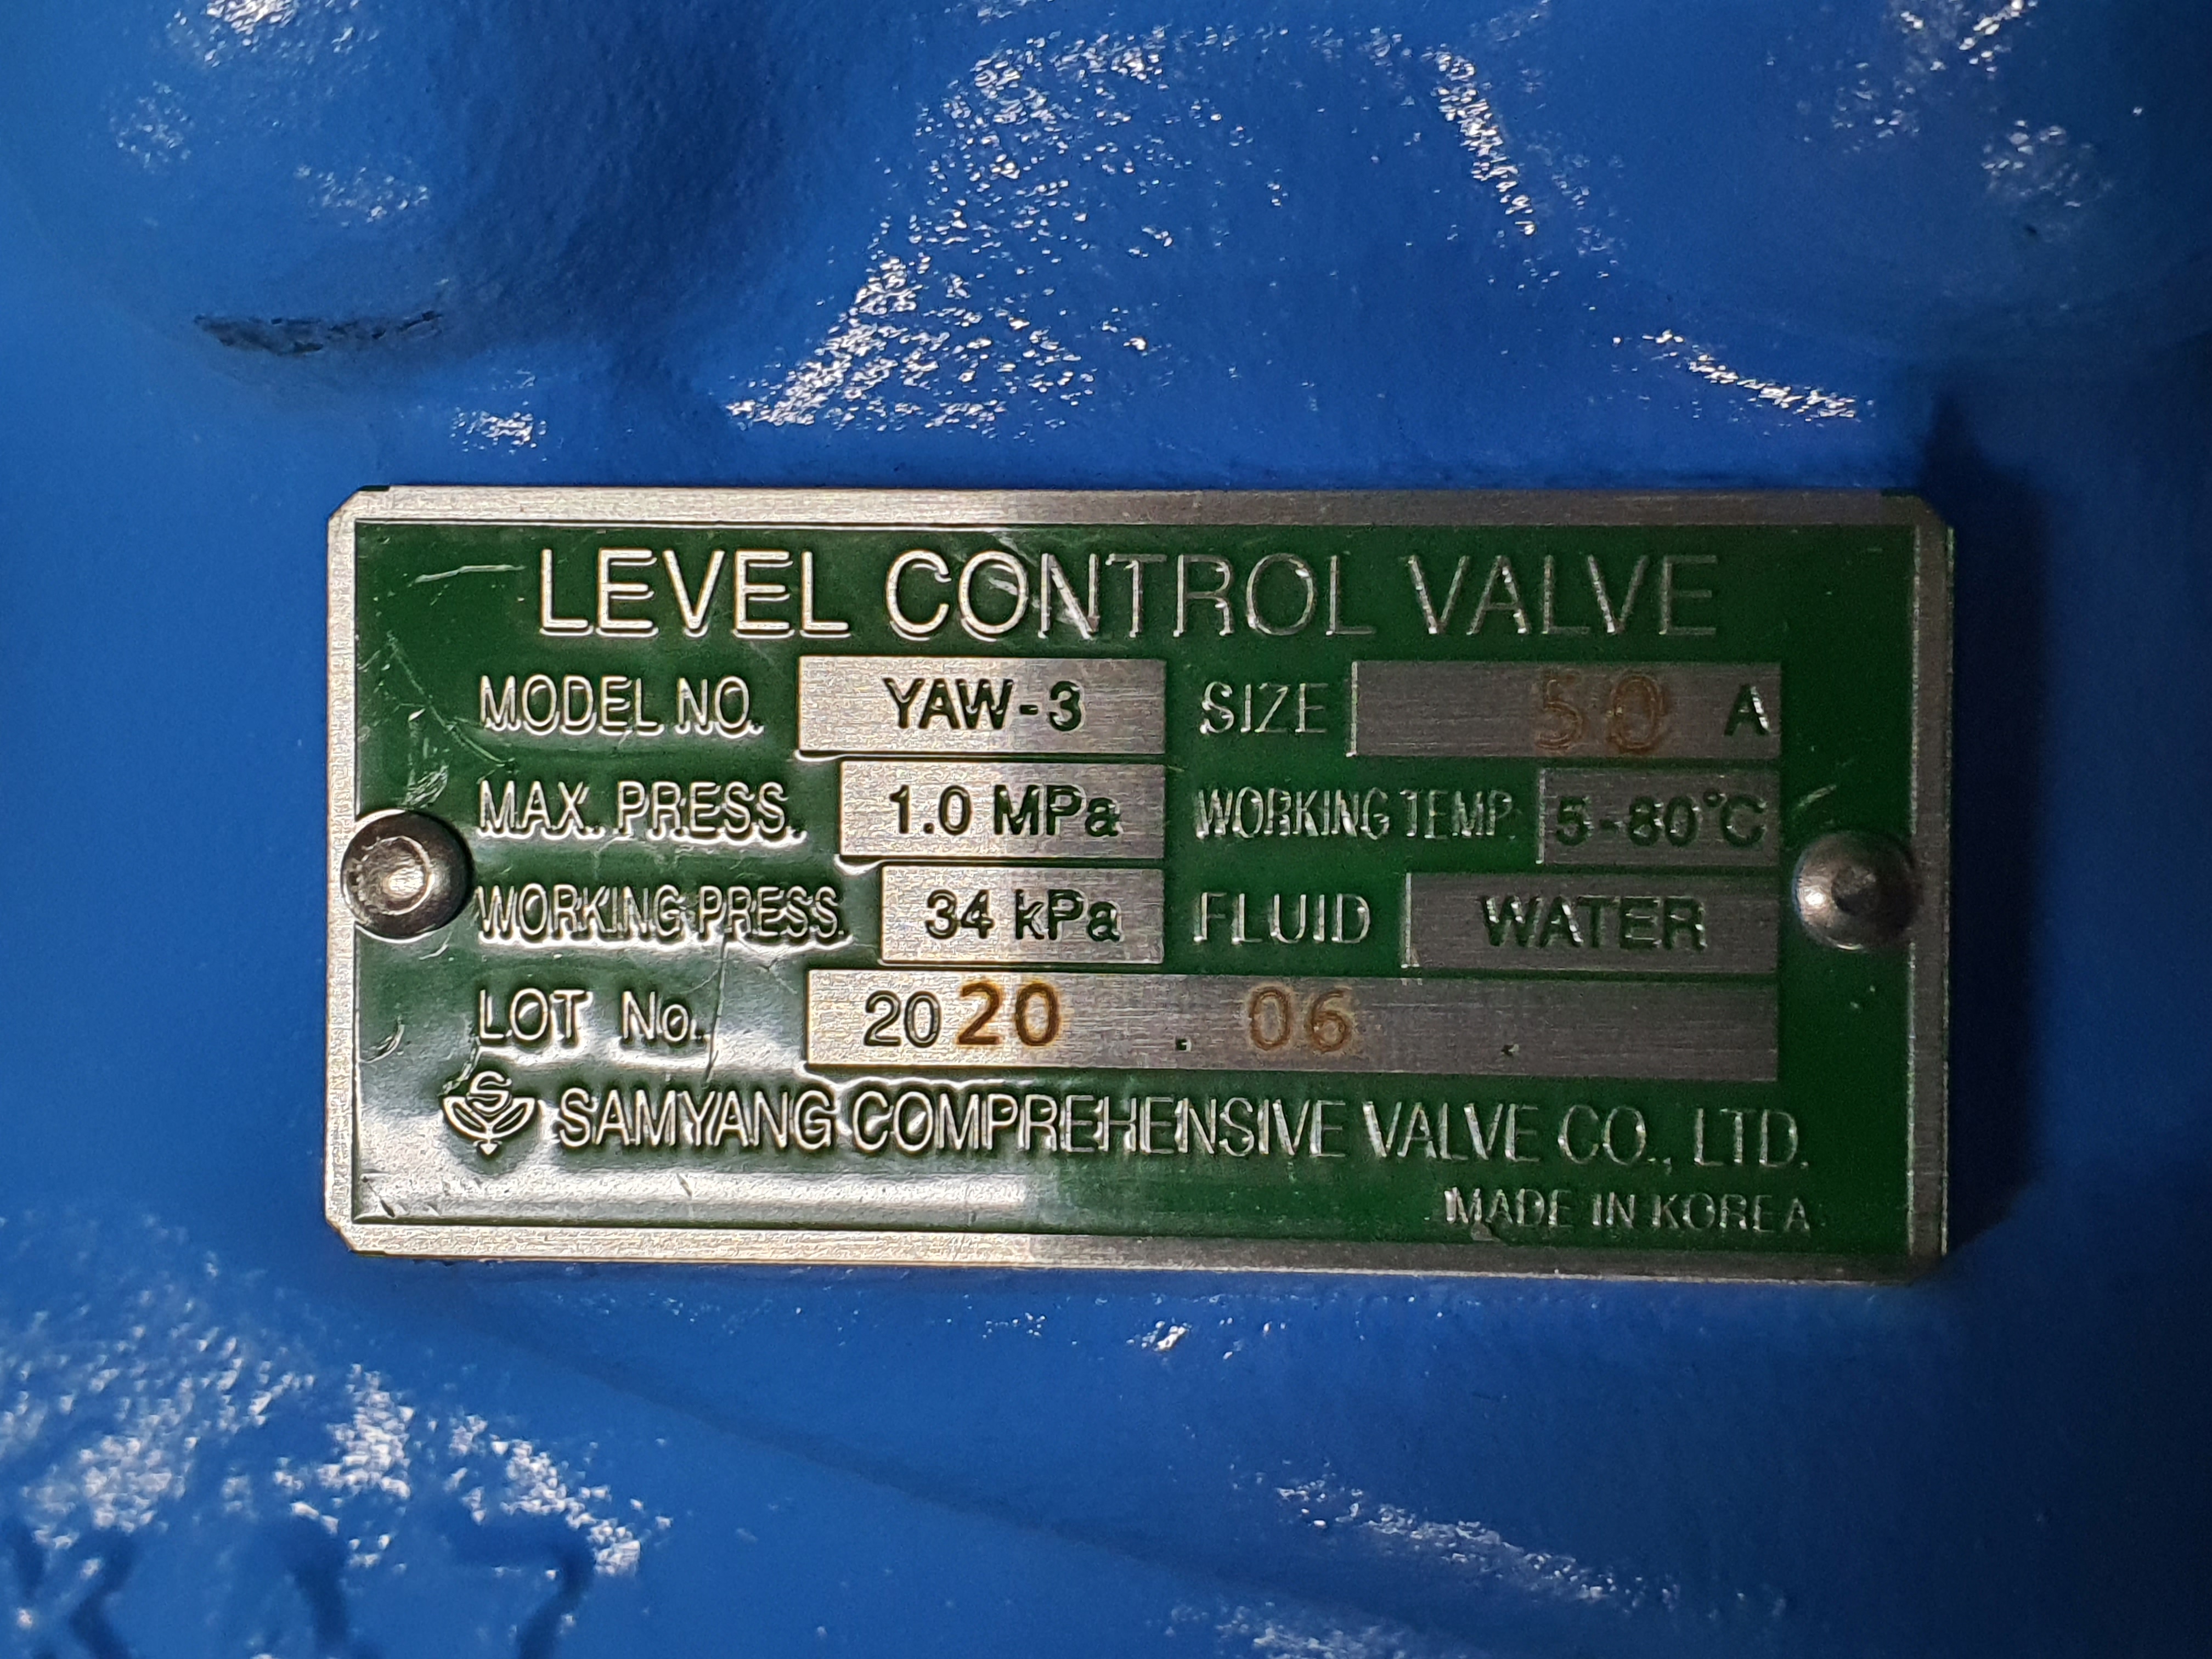 LEVEL CONTROL VALVE
MODEL NO. YAW-3 SIZE 50 A
MAX. PRESS. 1.0 MPa WORKING TEMP. 5-80°C
WORKING PRESS. 34 kPa FLUID WATER
LOT No. 2020 . 06 .
S SAMYANG COMPREHENSIVE VALVE CO., LTD.
MADE IN KOREA